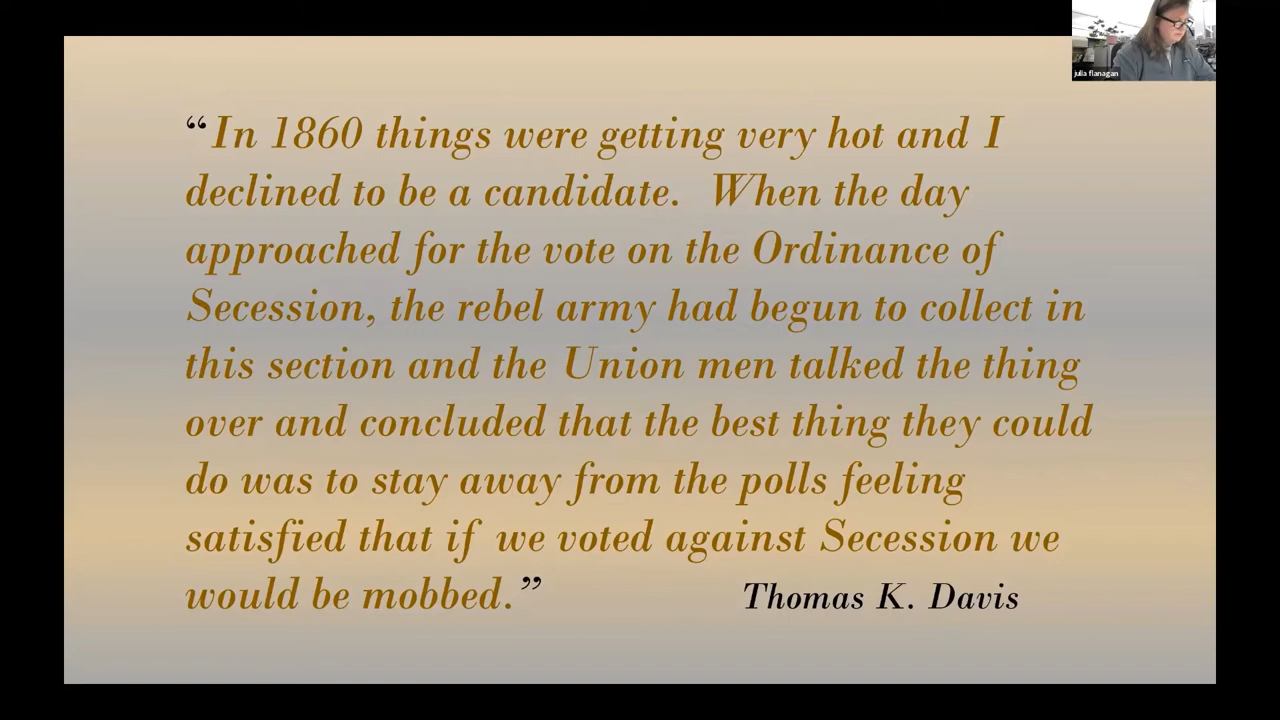 julia flanagan
“In 1860 things were getting very hot and I
declined to be a candidate. When the day
approached for the vote on the Ordinance of
Secession, the rebel army had begun to collect in
this section and the Union men talked the thing
over and concluded that the best thing they could
do was to stay away from the polls feeling
satisfied that if we voted against Secession we
would be mobbed.” Thomas K. Davis